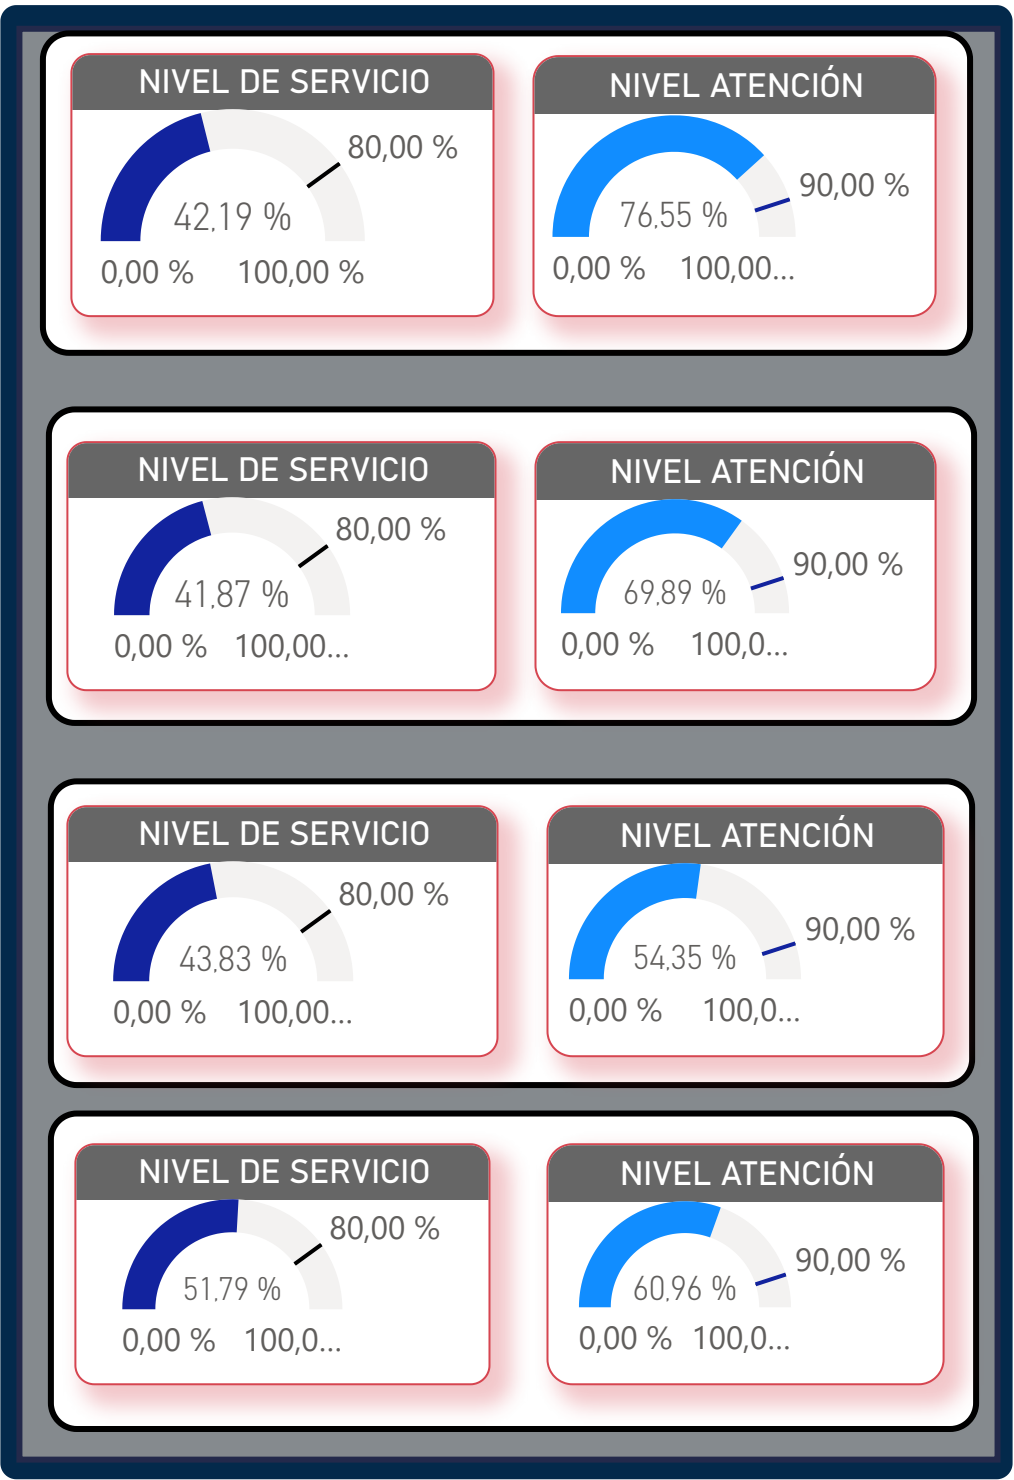 NIVEL DE SERVICIO
80,00 %
42,19 %
0,00 % 100,00 %
NIVEL ATENCIÓN
90,00 %
76,55 %
0,00 % 100,00...
NIVEL DE SERVICIO
80,00 %
41,87 %
0,00 % 100,00...
NIVEL ATENCIÓN
90,00 %
69,89 %
0,00 % 100,0...
NIVEL DE SERVICIO
80,00 %
43,83 %
0,00 % 100,00...
NIVEL ATENCIÓN
90,00 %
54,35 %
0,00 % 100,0...
NIVEL DE SERVICIO
80,00 %
51,79 %
0,00 % 100,0...
NIVEL ATENCIÓN
90,00 %
60,96 %
0,00 % 100,0...